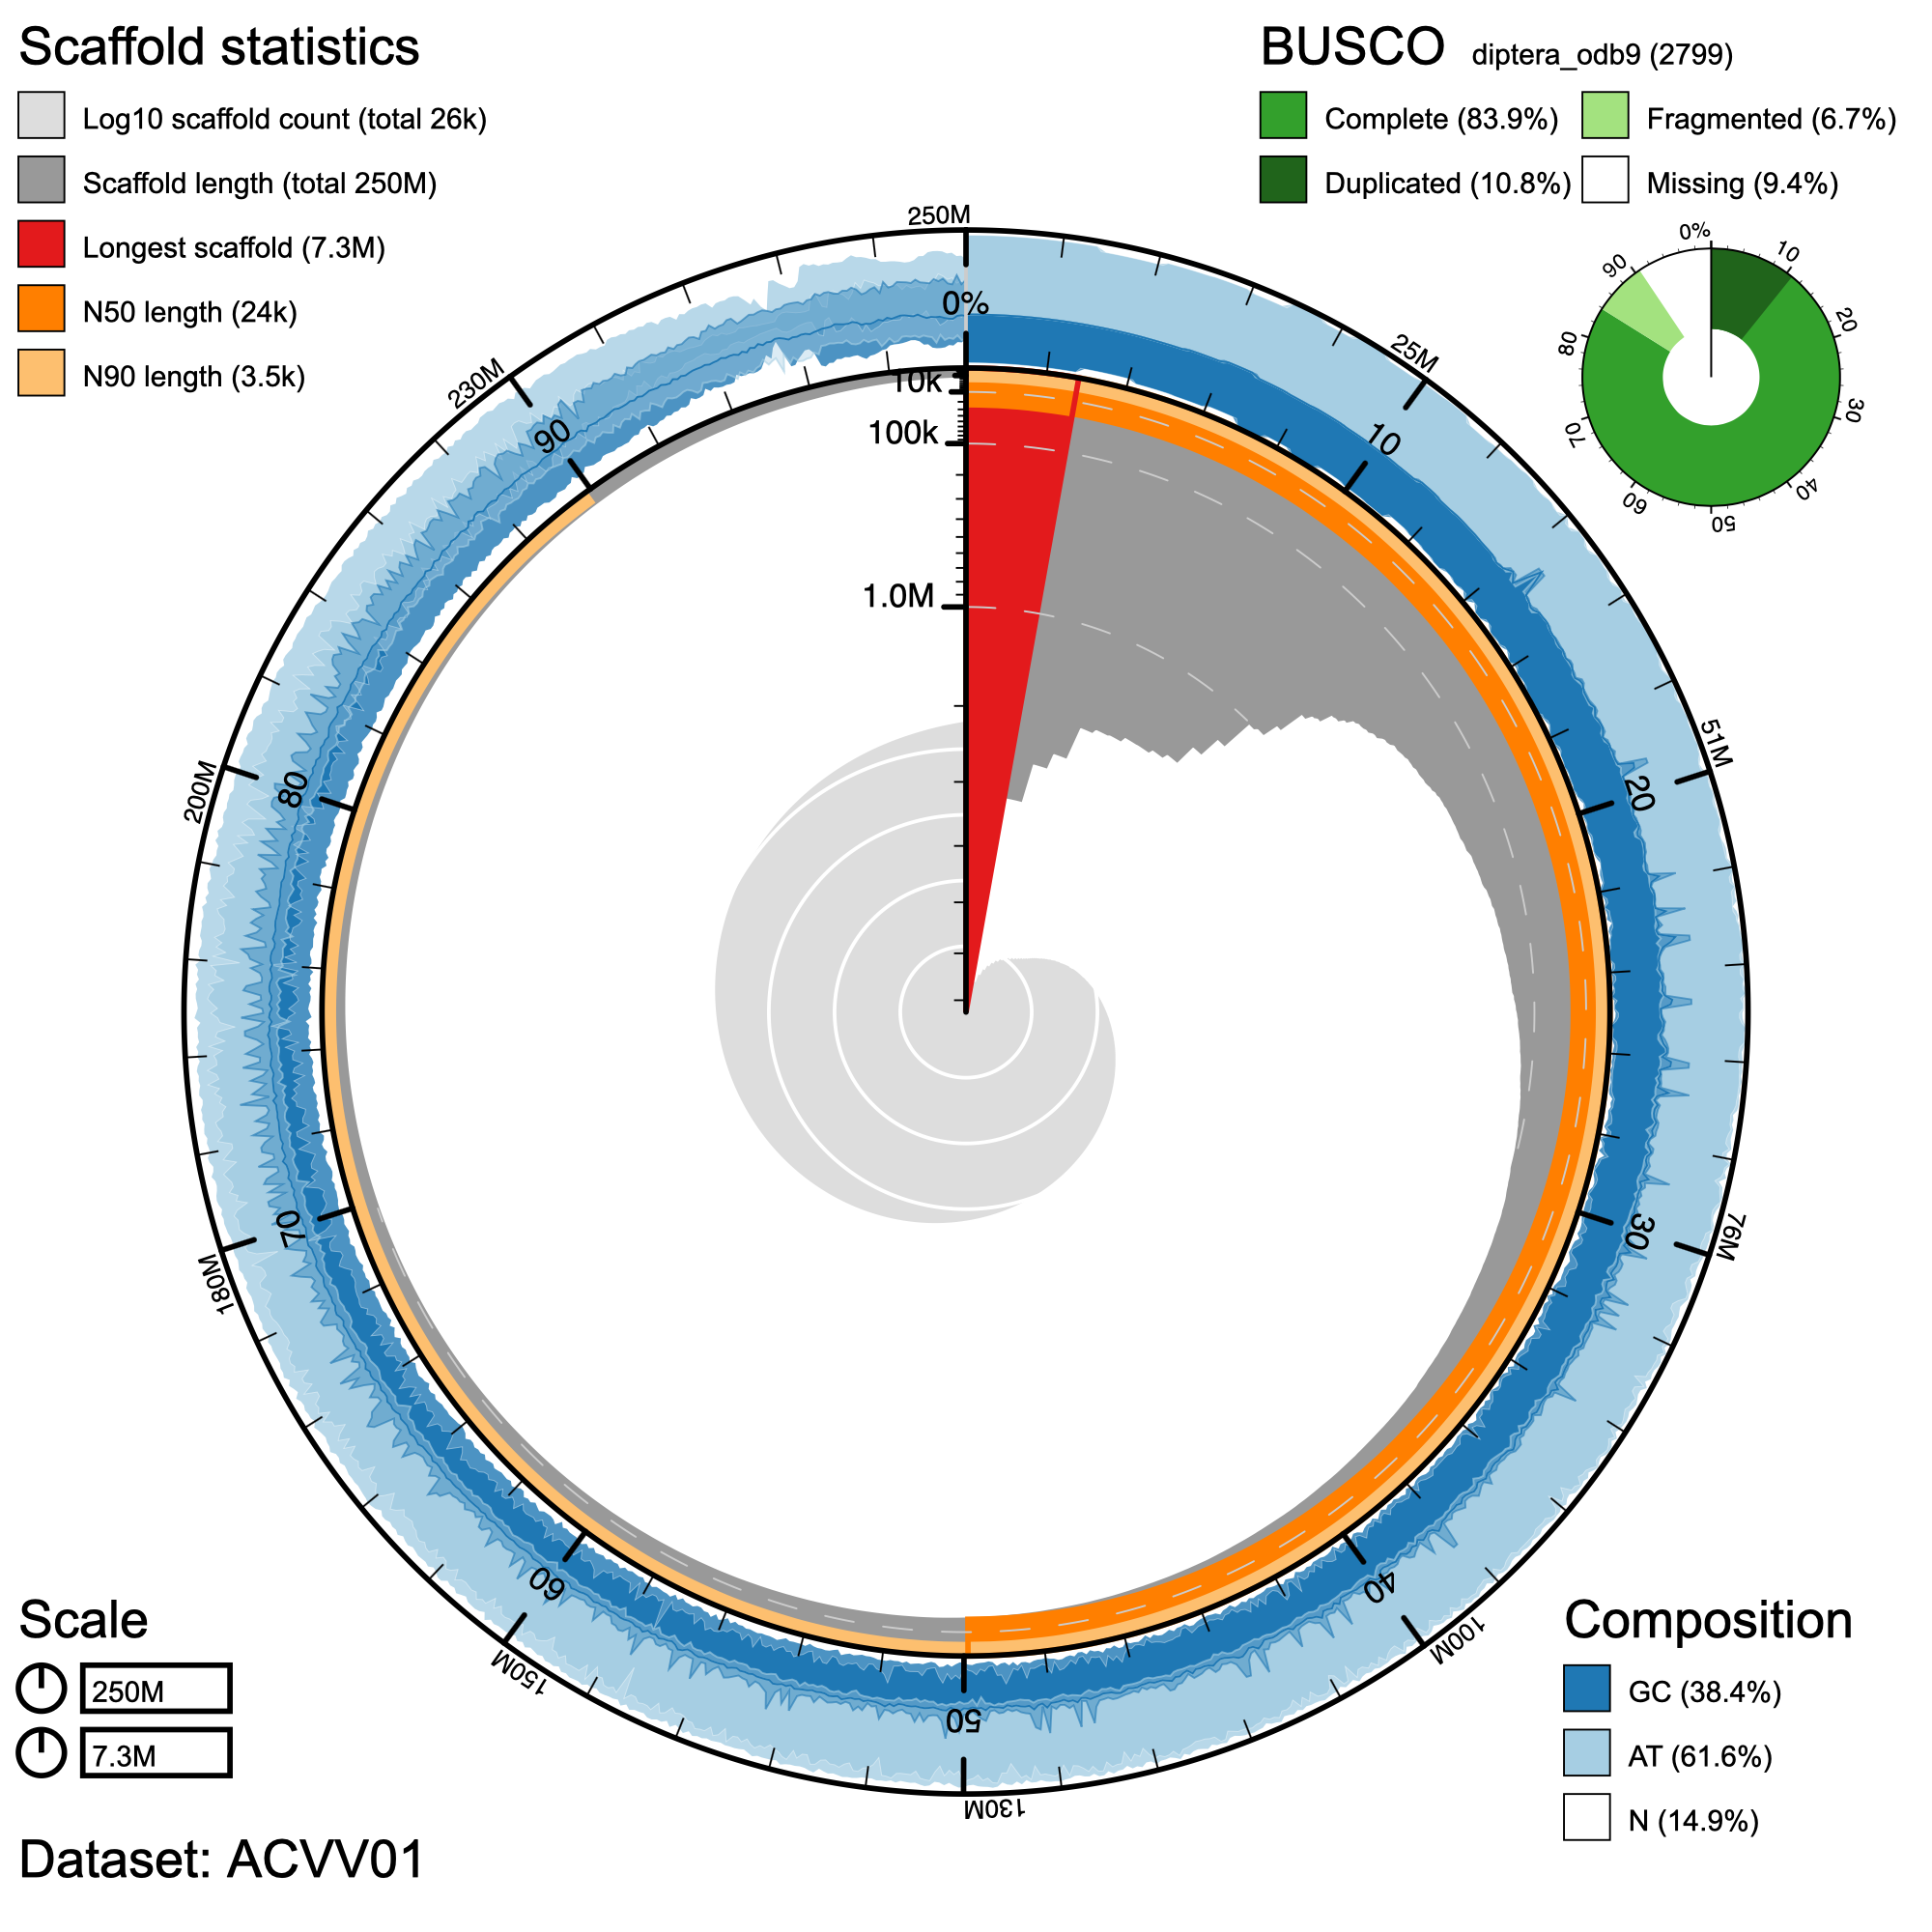 Scaffold statistics
Log10 scaffold count (total 26k)
Scaffold length (total 250M)
Longest scaffold (7.3M)
N50 length (24k)
N90 length (3.5k)
BUSCO diptera_odb9 (2799)
Complete (83.9%) Fragmented (6.7%)
Duplicated (10.8%) Missing (9.4%)
0%
10
20
30
40
50
60
70
80
90
250M
25M
51M
76M
100M
130M
150M
180M
200M
230M
0%
10
20
30
40
50
60
70
80
90
10k
100k
1.0M
Scale
250M
7.3M
Composition
GC (38.4%)
AT (61.6%)
N (14.9%)
Dataset: ACVV01